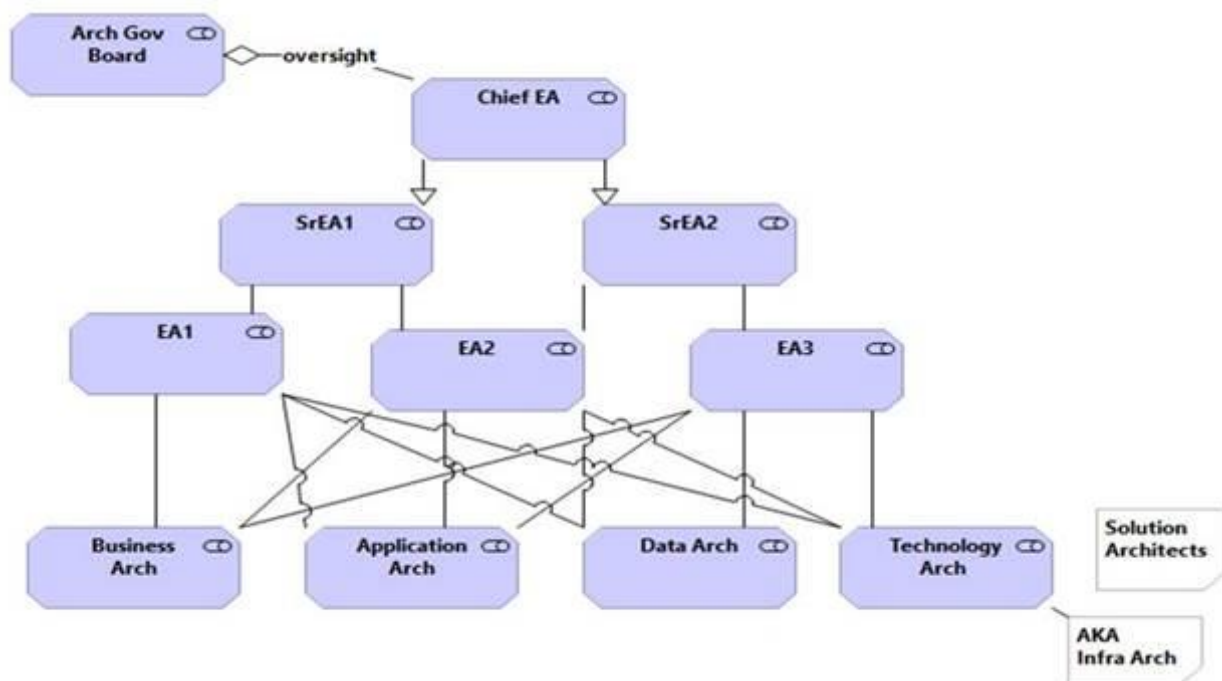 Arch Gov
Board
oversight
Chief EA
SrEA1
SrEA2
EA1
EA2
EA3
Business
Arch
Application
Arch
Data Arch
Technology
Arch
Solution
Architects
AKA
Infra Arch